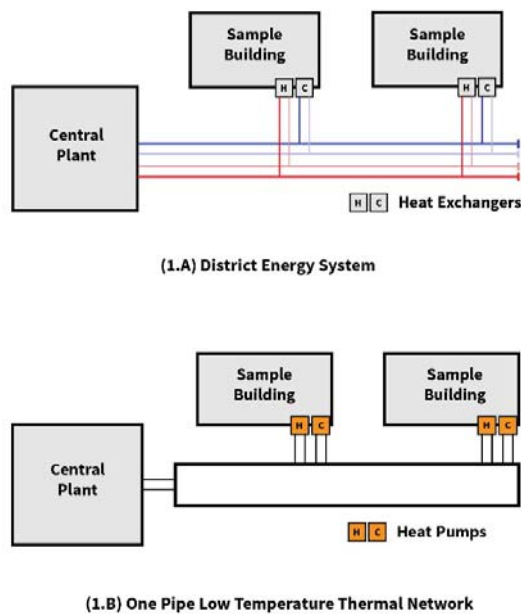 Sample
Building
Sample
Building
H C
H C
Central
Plant
H C Heat Exchangers
(1.A) District Energy System
Sample
Building
Sample
Building
H C
H C
Central
Plant
H C Heat Pumps
(1.B) One Pipe Low Temperature Thermal Network